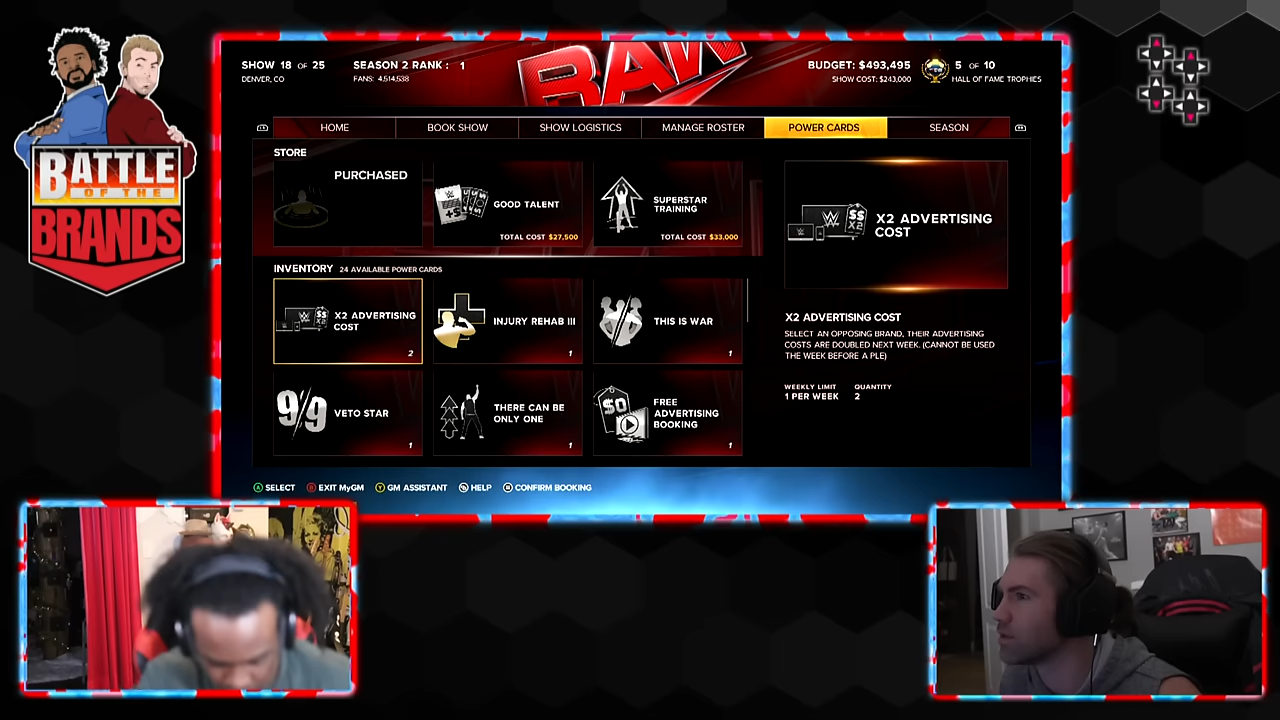 SHOW 18 OF 25
DENVER, CO
SEASON 2 RANK : 1
FANS: 4,514,538
RAW
BUDGET: $493,495
SHOW COST: $243,000
5 OF 10
HALL OF FAME TROPHIES
HOME
BOOK SHOW
SHOW LOGISTICS
MANAGE ROSTER
POWER CARDS
SEASON
BATTLE
OF THE
BRANDS
STORE
PURCHASED
GOOD TALENT
TOTAL COST $27,500
SUPERSTAR
TRAINING
TOTAL COST $33,000
INVENTORY 24 AVAILABLE POWER CARDS
X2 ADVERTISING
COST
2
INJURY REHAB III
1
THIS IS WAR
1
9/9
VETO STAR
1
THERE CAN BE
ONLY ONE
1
$0
FREE
ADVERTISING
BOOKING
1
$$
X2
X2 ADVERTISING
COST
X2 ADVERTISING COST
SELECT AN OPPOSING BRAND, THEIR ADVERTISING
COSTS ARE DOUBLED NEXT WEEK. (CANNOT BE USED
THE WEEK BEFORE A PLE)
WEEKLY LIMIT
1 PER WEEK
QUANTITY
2
A SELECT
B EXIT MyGM
Y GM ASSISTANT
HELP
CONFIRM BOOKING